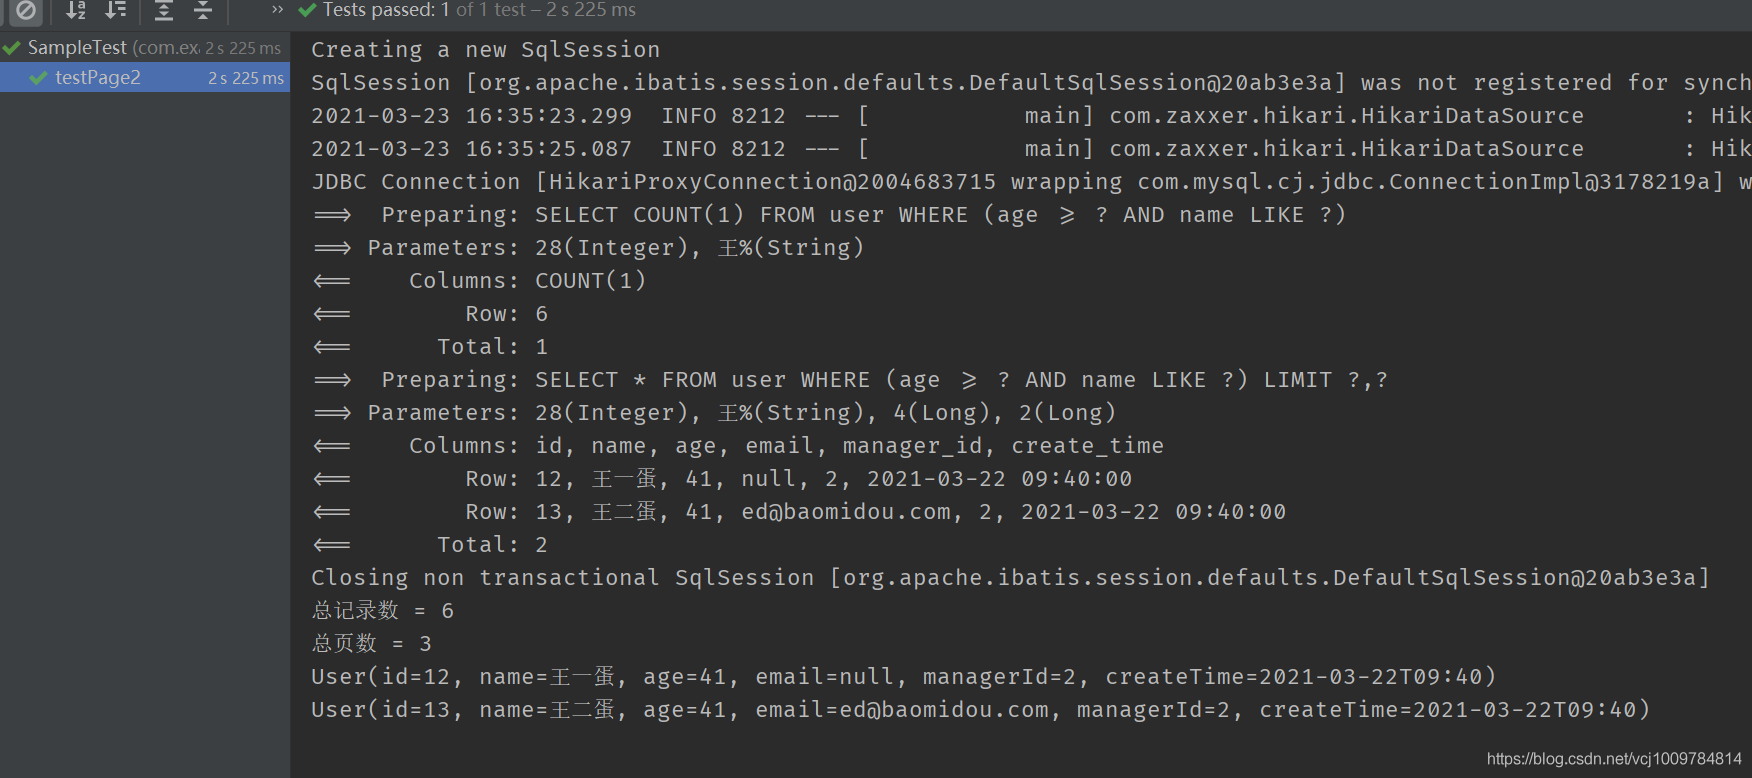 Tests passed: 1 of 1 test – 2 s 225 ms
SampleTest (com.ex 2 s 225 ms
testPage2 2 s 225 ms
Creating a new SqlSession
SqlSession [org.apache.ibatis.session.defaults.DefaultSqlSession@20ab3e3a] was not registered for synch
2021-03-23 16:35:23.299  INFO 8212 --- [           main] com.zaxxer.hikari.HikariDataSource       : Hik
2021-03-23 16:35:25.087  INFO 8212 --- [           main] com.zaxxer.hikari.HikariDataSource       : Hik
JDBC Connection [HikariProxyConnection@2004683715 wrapping com.mysql.cj.jdbc.ConnectionImpl@3178219a] w
==>  Preparing: SELECT COUNT(1) FROM user WHERE (age >= ? AND name LIKE ?)
==> Parameters: 28(Integer), 王%(String)
<==    Columns: COUNT(1)
<==        Row: 6
<==      Total: 1
==>  Preparing: SELECT * FROM user WHERE (age >= ? AND name LIKE ?) LIMIT ?,?
==> Parameters: 28(Integer), 王%(String), 4(Long), 2(Long)
<==    Columns: id, name, age, email, manager_id, create_time
<==        Row: 12, 王一蛋, 41, null, 2, 2021-03-22 09:40:00
<==        Row: 13, 王二蛋, 41, ed@baomidou.com, 2, 2021-03-22 09:40:00
<==      Total: 2
Closing non transactional SqlSession [org.apache.ibatis.session.defaults.DefaultSqlSession@20ab3e3a]
总记录数 = 6
总页数 = 3
User(id=12, name=王一蛋, age=41, email=null, managerId=2, createTime=2021-03-22T09:40)
User(id=13, name=王二蛋, age=41, email=ed@baomidou.com, managerId=2, createTime=2021-03-22T09:40)
https://blog.csdn.net/vcj1009784814